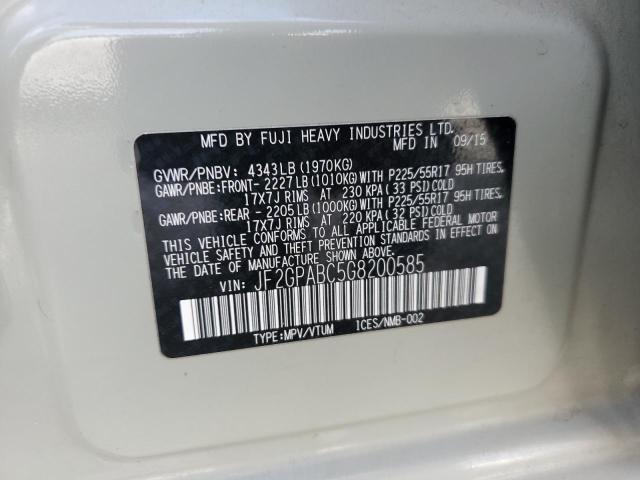 MFD BY FUJI HEAVY INDUSTRIES LTD.
MFD IN 09/15
GVWR/PNBV: 4343LB(1970KG)
GAWR/PNBE:FRONT-2227LB(1010KG)WITH P225/55R17 95H TIRES,
17X7J RIMS AT 230 KPA(33 PSI)COLD
GAWR/PNBE:REAR -2205LB(1000KG)WITH P225/55R17 95H TIRES,
17X7J RIMS AT 220 KPA(32 PSI)COLD
THIS VEHICLE CONFORMS TO ALL APPLICABLE FEDERAL MOTOR
VEHICLE SAFETY AND THEFT PREVENTION STANDARDS IN EFFECT
ON THE DATE OF MANUFACTURE SHOWN ABOVE.
VIN: JF2GPABC5G8200585
TYPE:MPV/VTUM ICES/NMB-002